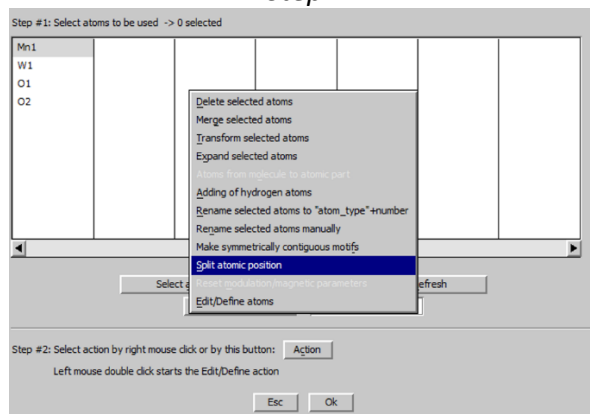 Step #1: Select atoms to be used -> 0 selected
Mn1
W1
O1
O2
Delete selected atoms
Merge selected atoms
Transform selected atoms
Expand selected atoms
Atoms from molecule to atomic part
Adding of hydrogen atoms
Rename selected atoms to "atom_type"+number
Rename selected atoms manually
Make symmetrically contiguous motifs
Split atomic position
Reset modulation/magnetic parameters
Edit/Define atoms
Select efresh
Step #2: Select action by right mouse click or by this button: Action
Left mouse double click starts the Edit/Define action
Esc Ok